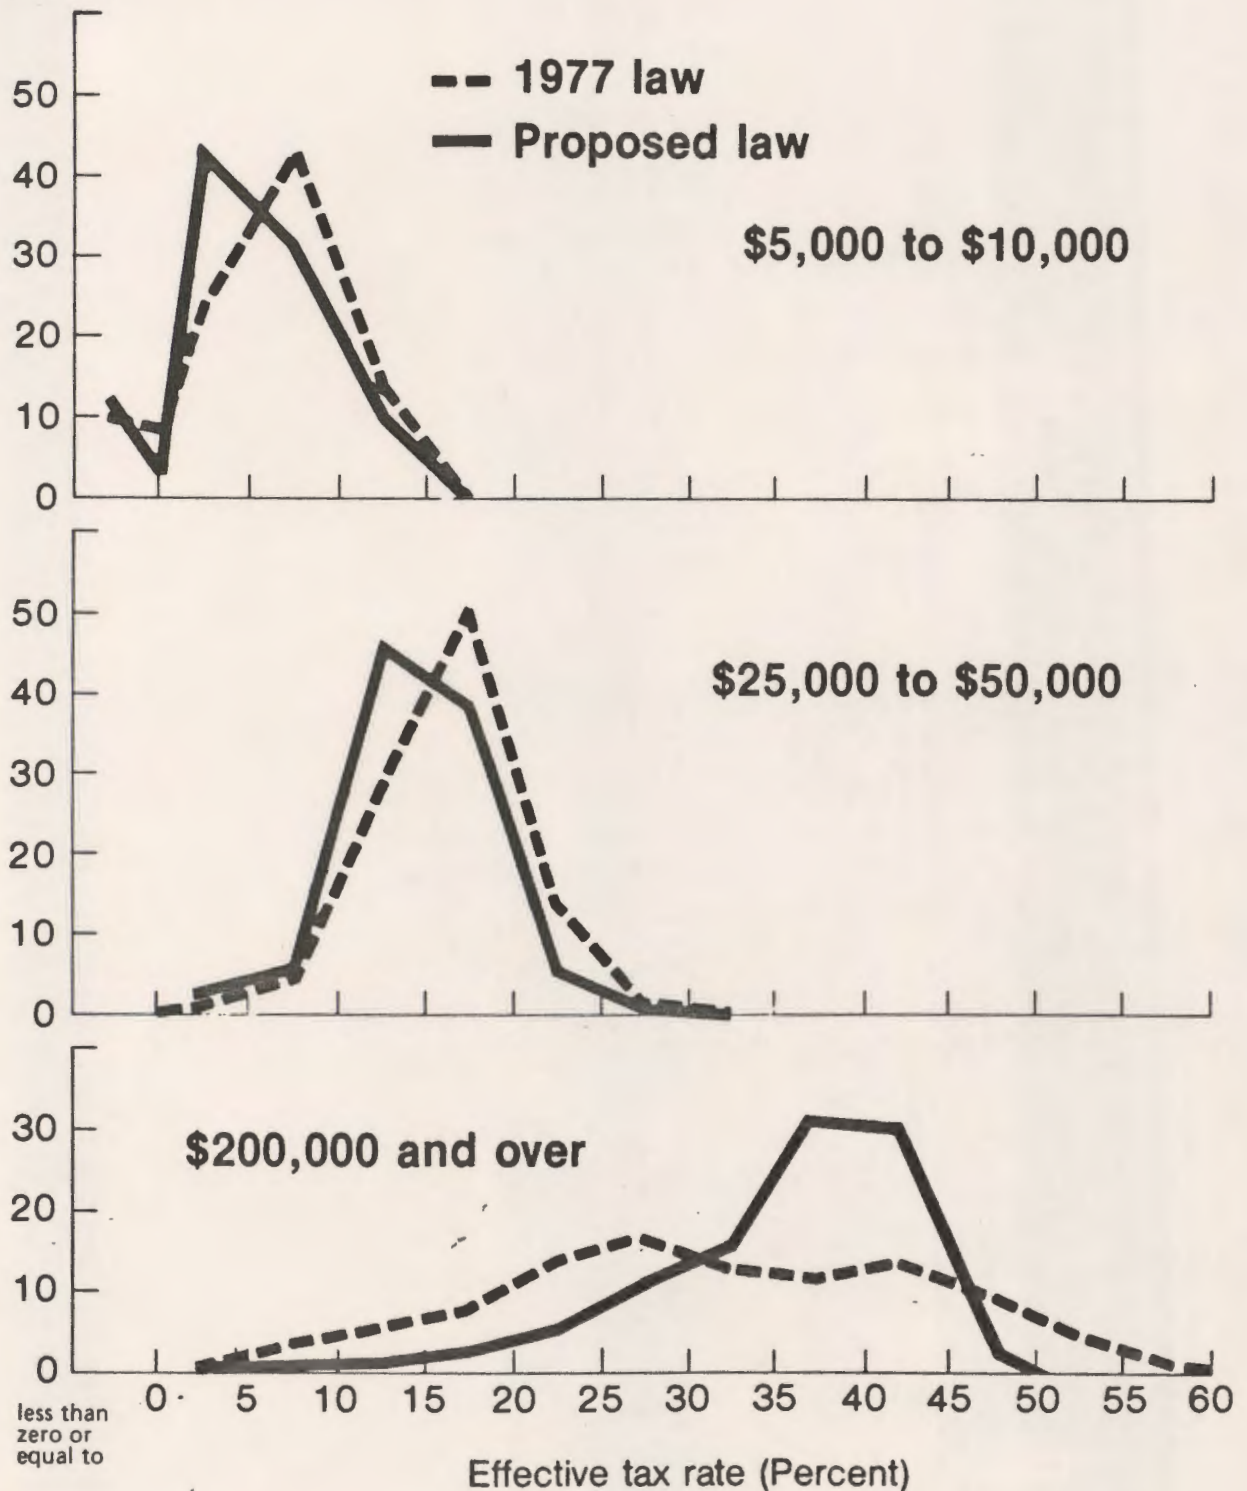 1977 law
Proposed law
50
40
30
20
10
0
$5,000 to $10,000
50
40
30
20
10
0
$25,000 to $50,000
30
20
10
0
$200,000 and over
0 5 10 15 20 25 30 35 40 45 50 55 60
less than
zero or
equal to
Effective tax rate (Percent)